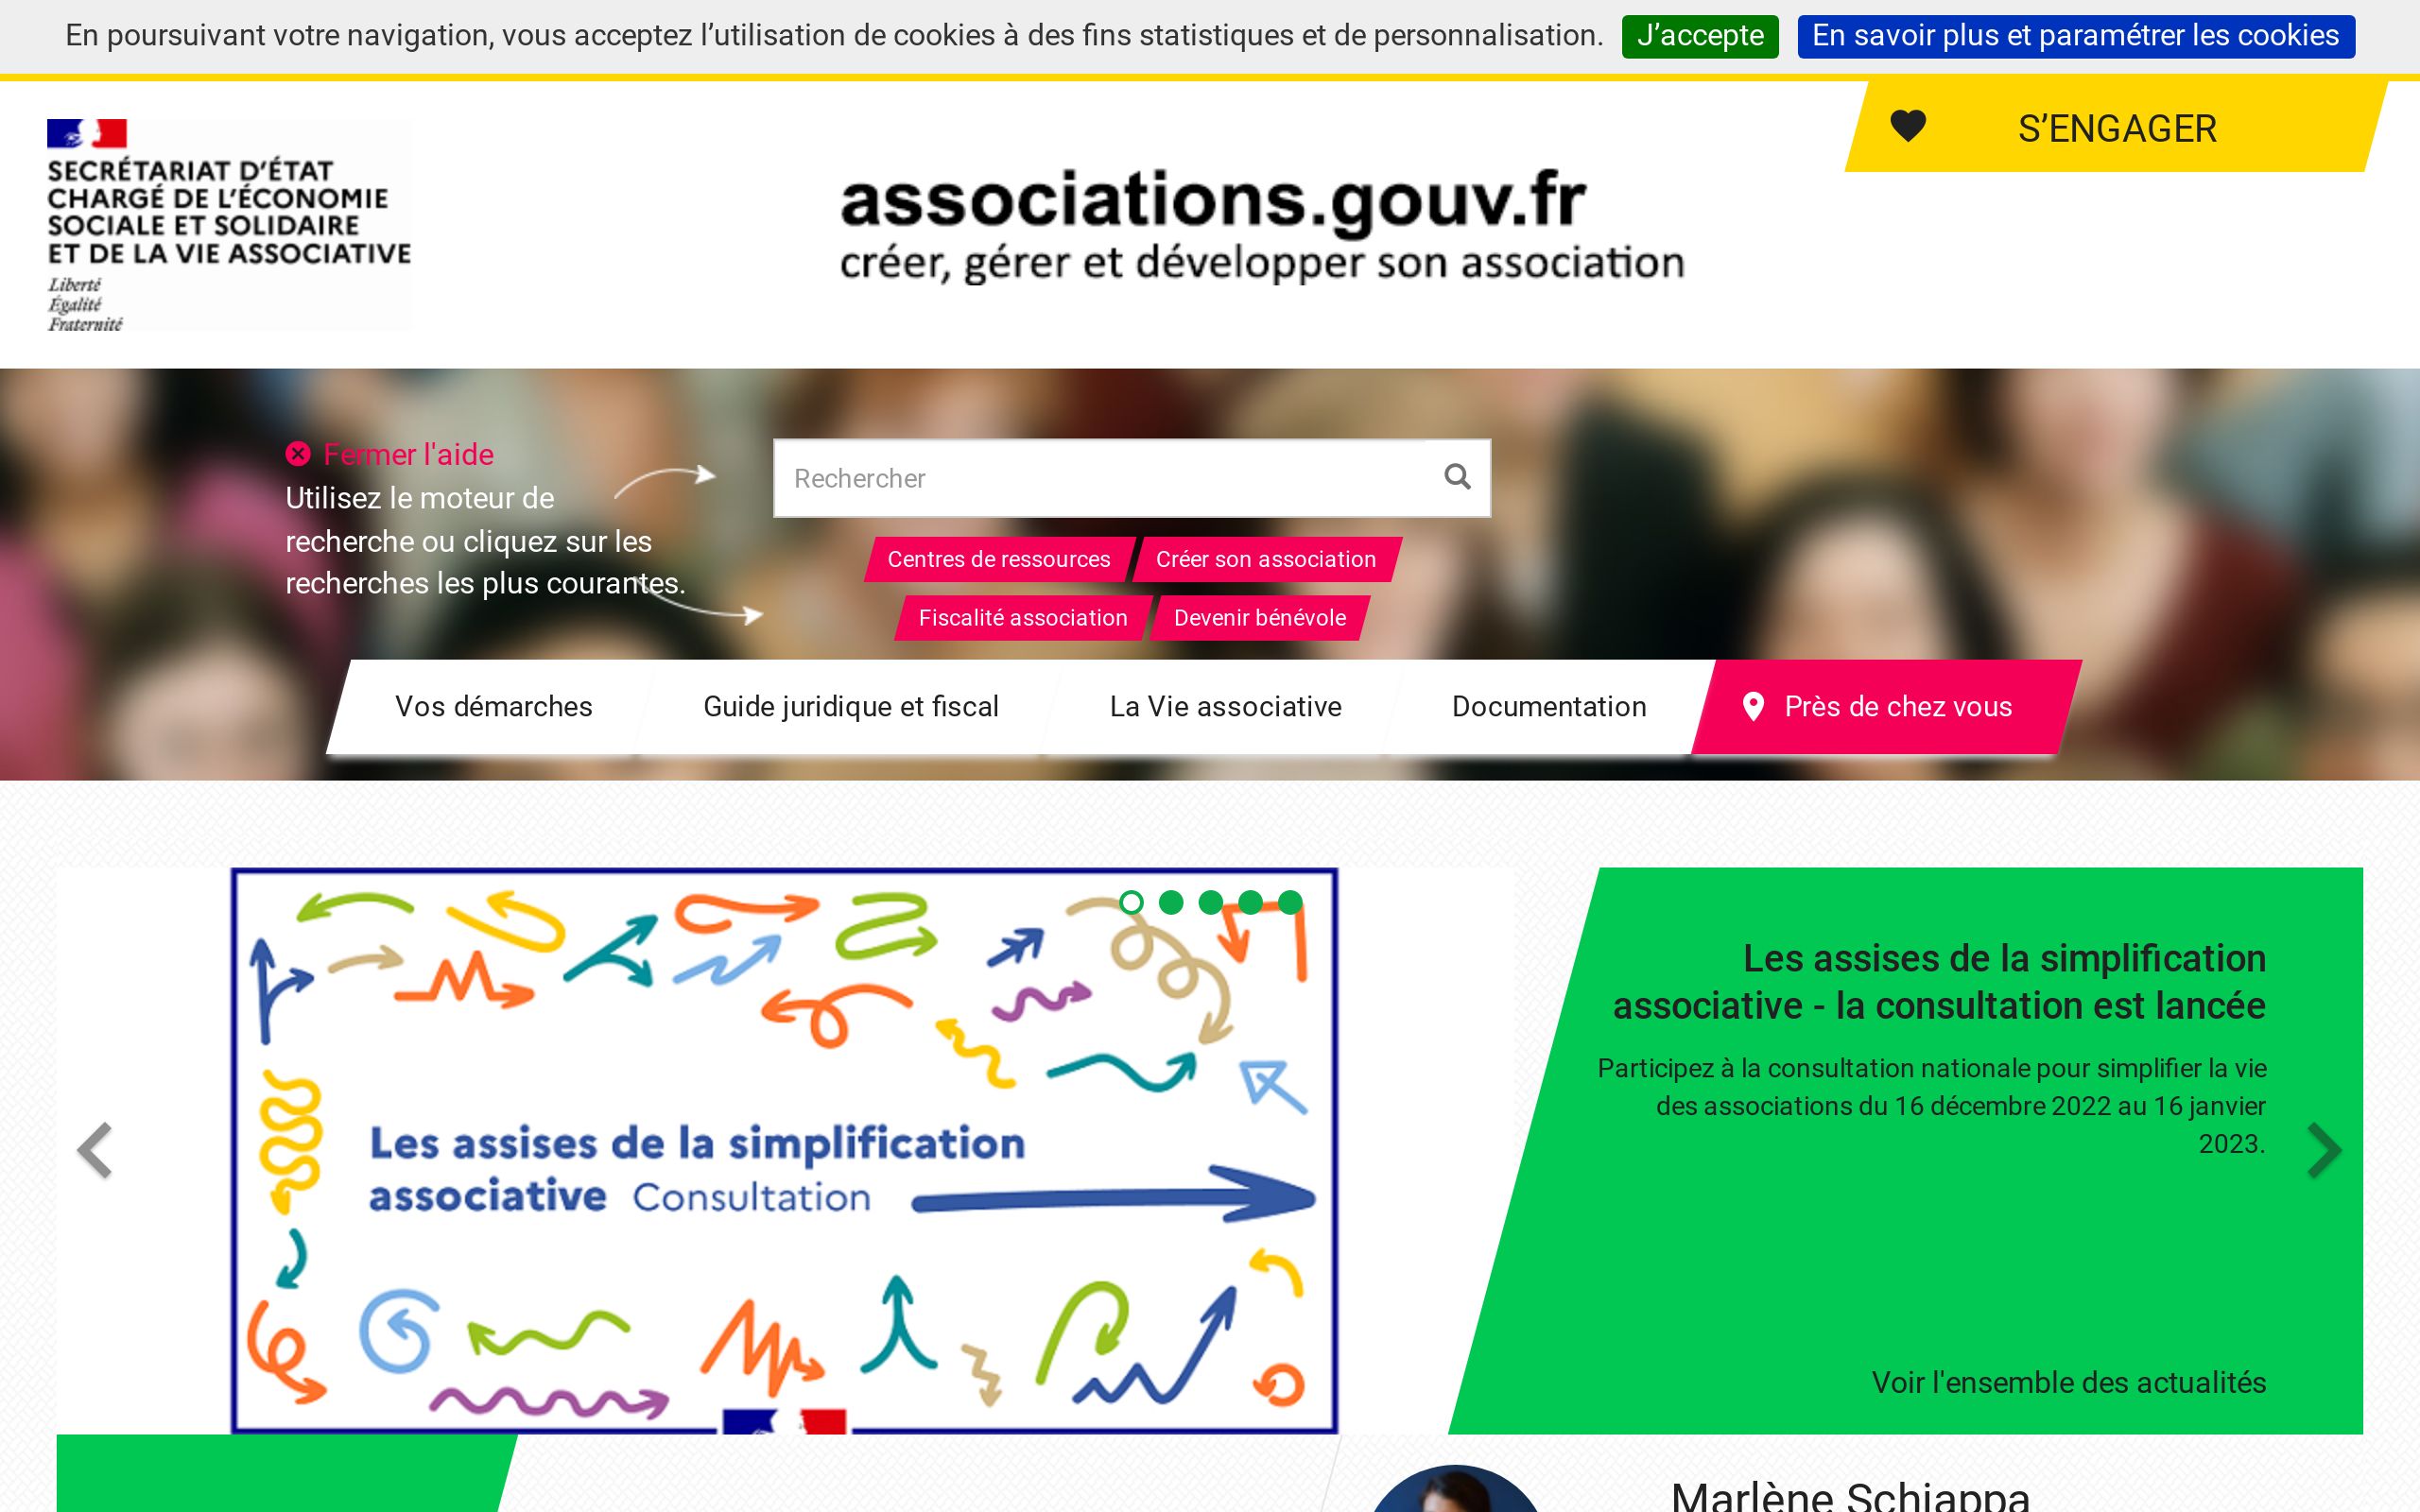 En poursuivant votre navigation, vous acceptez l’utilisation de cookies à des fins statistiques et de personnalisation. J’accepte En savoir plus et paramétrer les cookies
S’ENGAGER
SECRÉTARIAT D’ÉTAT
CHARGÉ DE L’ÉCONOMIE
SOCIALE ET SOLIDAIRE
ET DE LA VIE ASSOCIATIVE
Liberté
Égalité
Fraternité
associations.gouv.fr
créer, gérer et développer son association
Fermer l'aide
Utilisez le moteur de
recherche ou cliquez sur les
recherches les plus courantes.
Rechercher
Centres de ressources Créer son association
Fiscalité association Devenir bénévole
Vos démarches Guide juridique et fiscal La Vie associative Documentation Près de chez vous
Les assises de la simplification
associative Consultation
Les assises de la simplification
associative - la consultation est lancée
Participez à la consultation nationale pour simplifier la vie
des associations du 16 décembre 2022 au 16 janvier
2023.
Voir l'ensemble des actualités
Marlène Schiappa